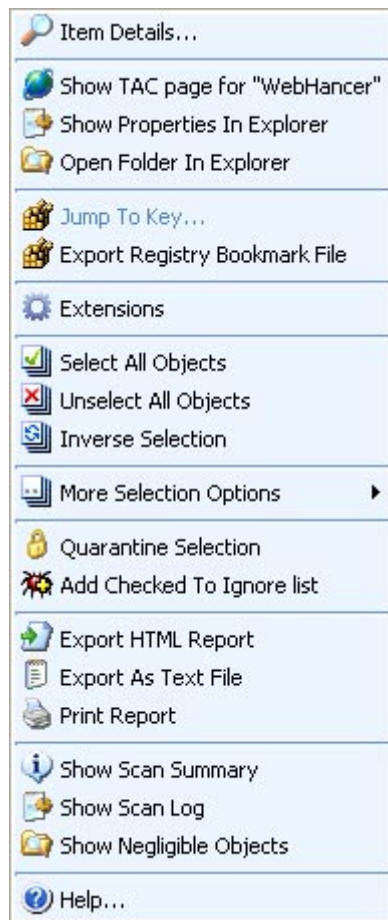 Item Details...
Show TAC page for "WebHancer"
Show Properties In Explorer
Open Folder In Explorer
Jump To Key...
Export Registry Bookmark File
Extensions
Select All Objects
Unselect All Objects
Inverse Selection
More Selection Options
Quarantine Selection
Add Checked To Ignore list
Export HTML Report
Export As Text File
Print Report
Show Scan Summary
Show Scan Log
Show Negligible Objects
Help...